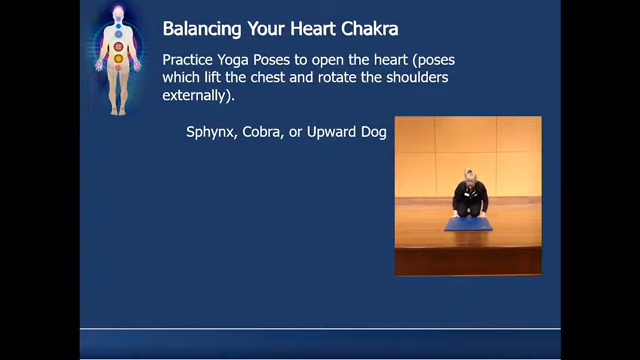 Balancing Your Heart Chakra
Practice Yoga Poses to open the heart (poses
which lift the chest and rotate the shoulders
externally).
Sphynx, Cobra, or Upward Dog